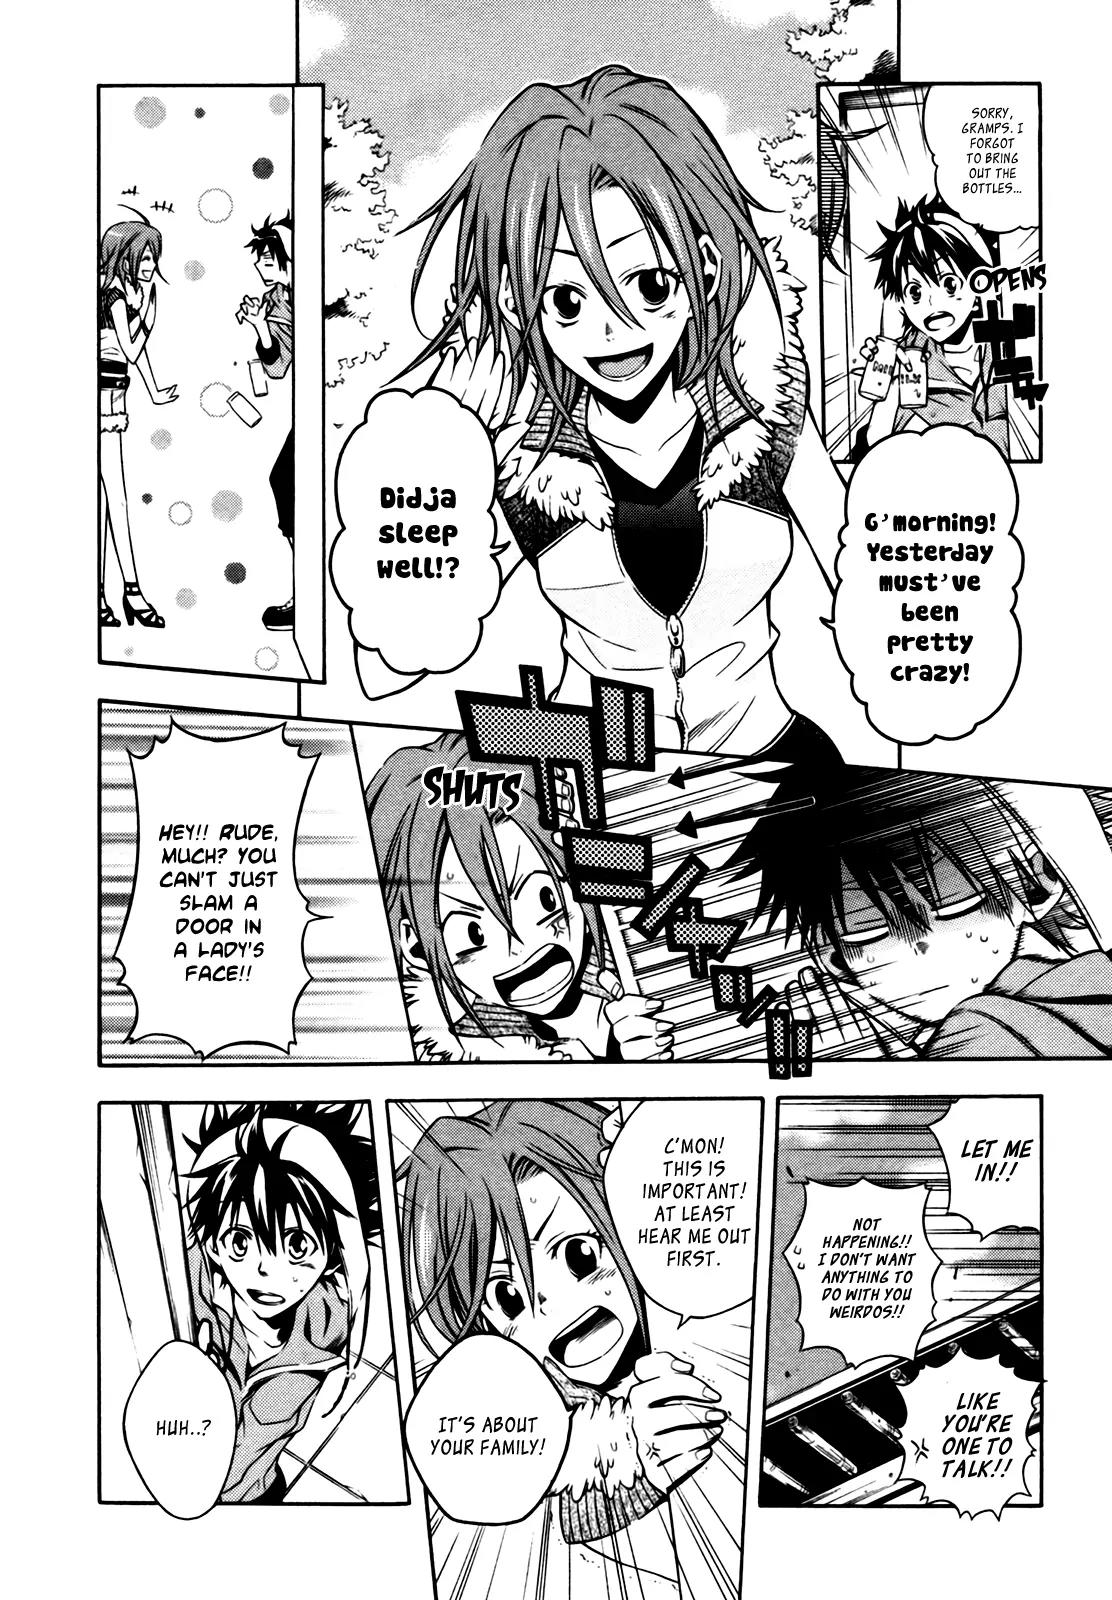 SORRY,
GRAMPS. I
FORGOT
TO BRING
OUT THE
BOTTLES...
OPENS
G'morning!
Yesterday
must've
been
pretty
crazy!
Didja
sleep
well!?
SHUTS
HEY!! RUDE,
MUCH? YOU
CAN'T JUST
SLAM A
DOOR IN
A LADY'S
FACE!!
LET ME
IN!!
NOT
HAPPENING!!
I DON'T WANT
ANYTHING TO
DO WITH YOU
WEIRDOS!!
LIKE
YOU'RE
ONE TO
TALK!!
C'MON!
THIS IS
IMPORTANT!
AT LEAST
HEAR ME OUT
FIRST.
IT'S ABOUT
YOUR FAMILY!
HUH..?